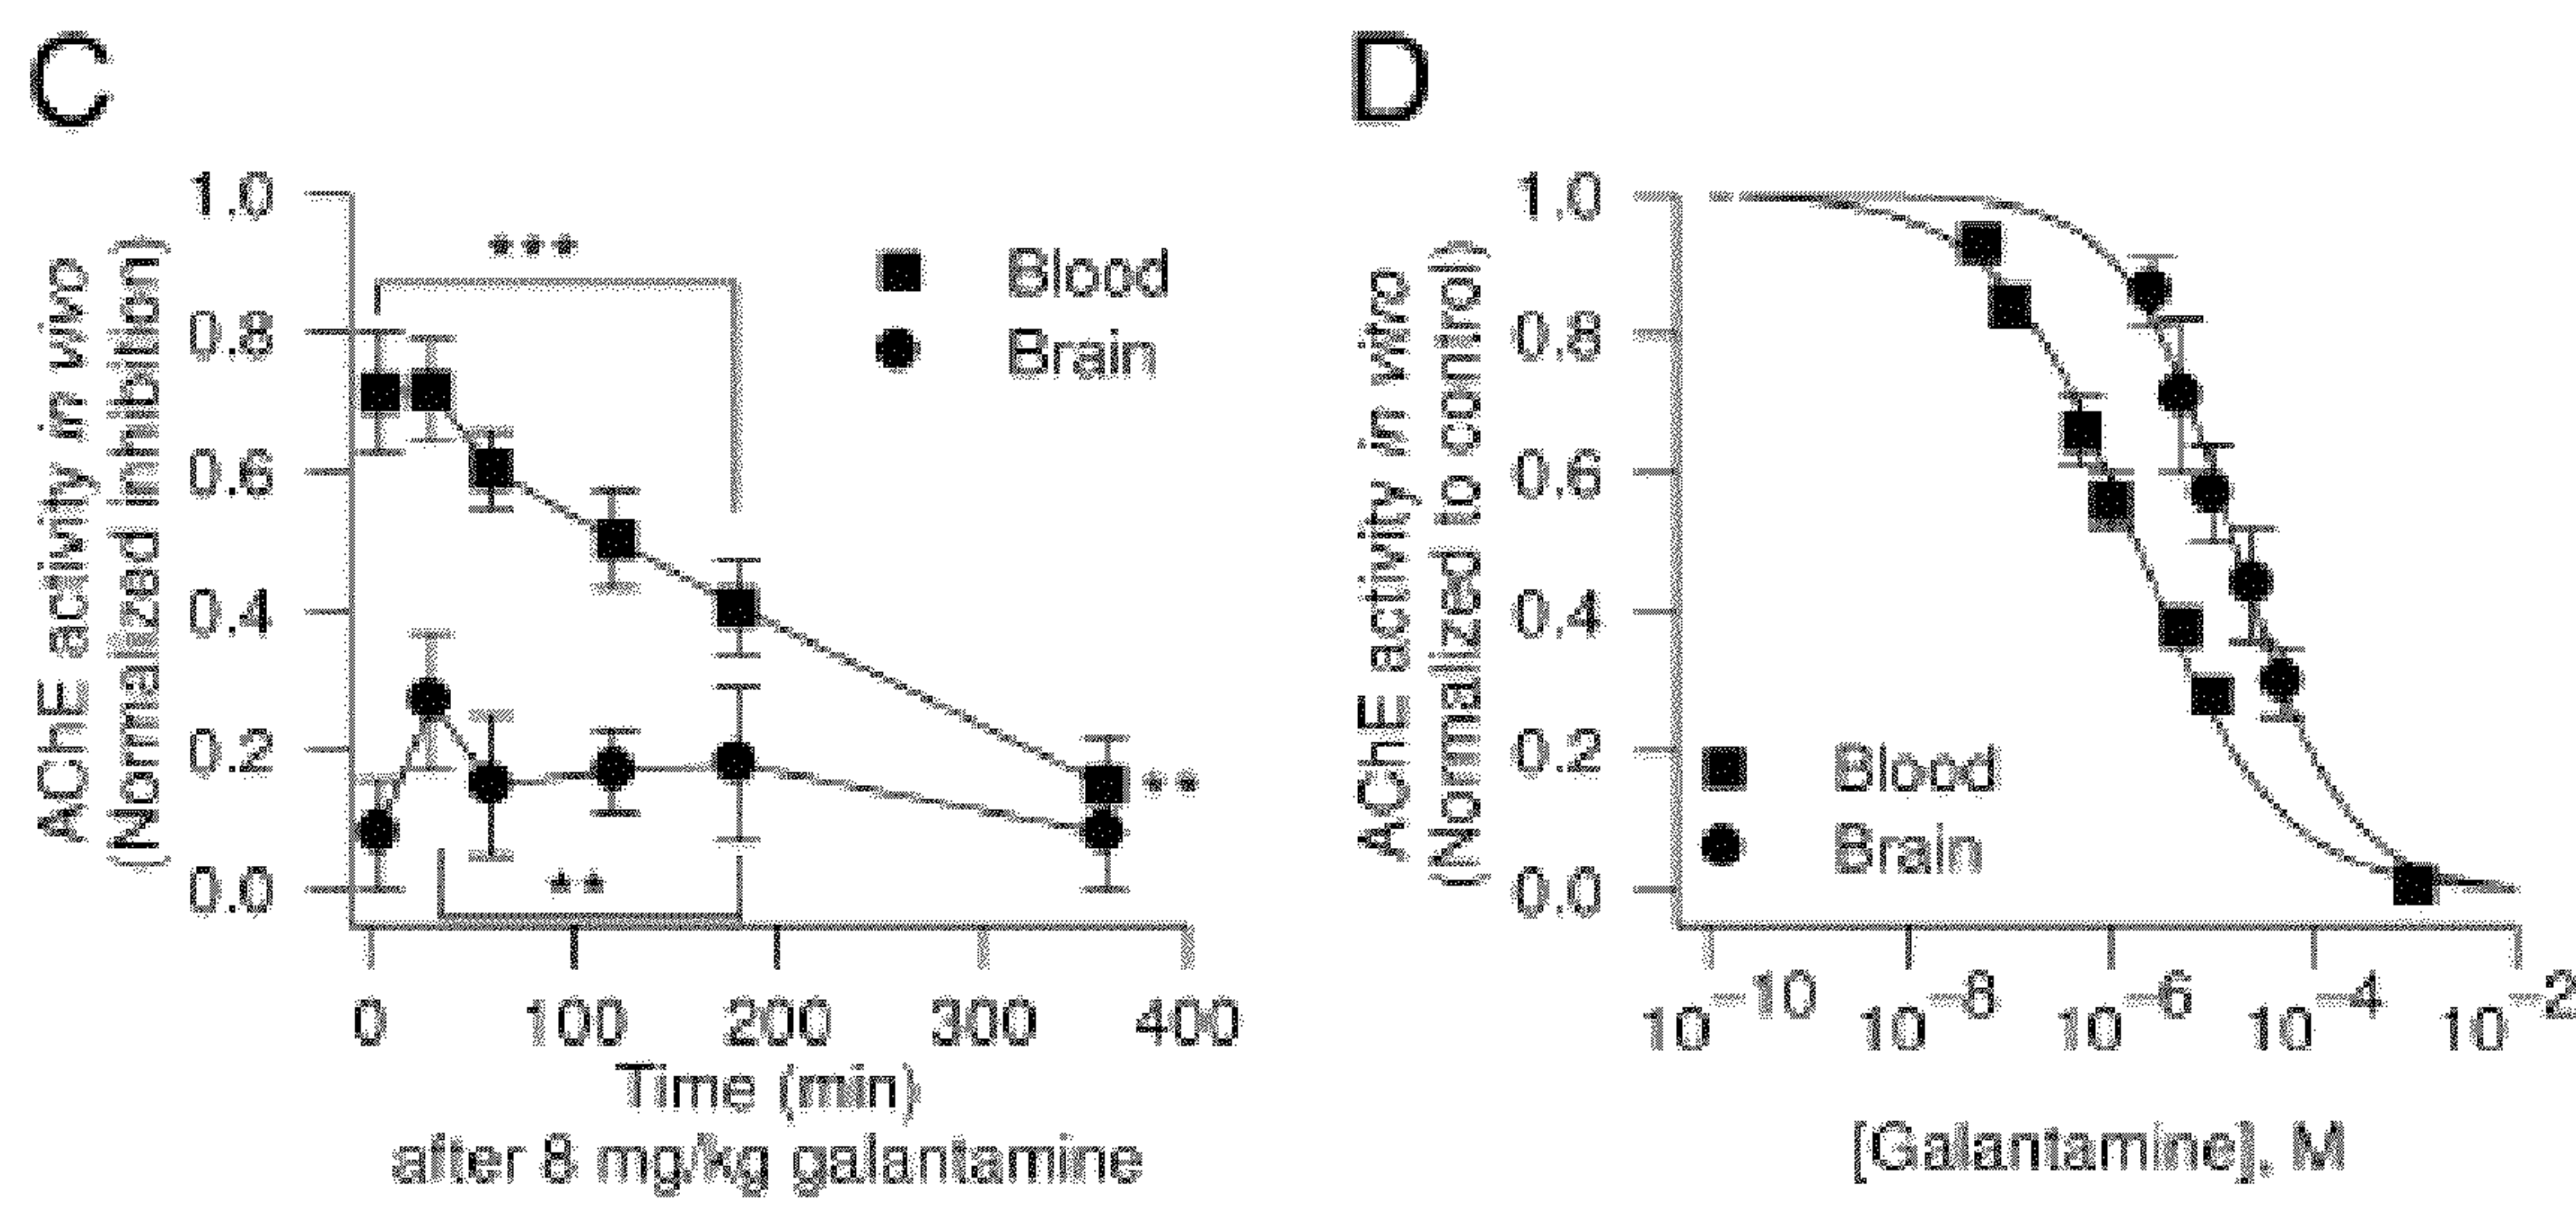 C
1.0
0.8
0.6
0.4
0.2
0.0
AChE activity in vivo
(Normalized inhibition)
***
**
**
Blood
Brain
0 100 200 300 400
Time (min)
after 8 mg/kg galantamine
D
1.0
0.8
0.6
0.4
0.2
0.0
AChE activity in vitro
(Normalized to control)
Blood
Brain
10⁻¹⁰ 10⁻⁸ 10⁻⁶ 10⁻⁴ 10⁻²
[Galantamine], M